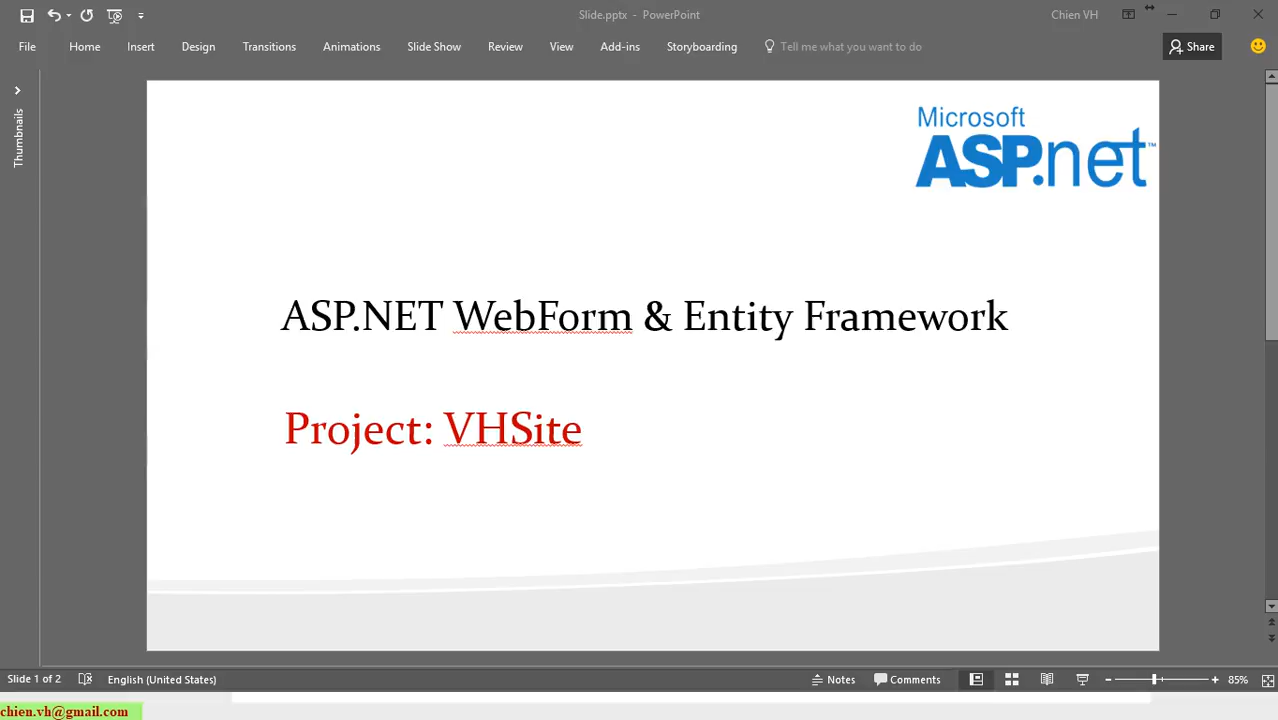 Slide.pptx - PowerPoint
Chien VH
File Home Insert Design Transitions Animations Slide Show Review View Add-ins Storyboarding Tell me what you want to do Share
Thumbnails
Microsoft
ASP.net™
ASP.NET WebForm & Entity Framework
Project: VHSite
Slide 1 of 2 English (United States) Notes Comments 85%
chien.vh@gmail.com